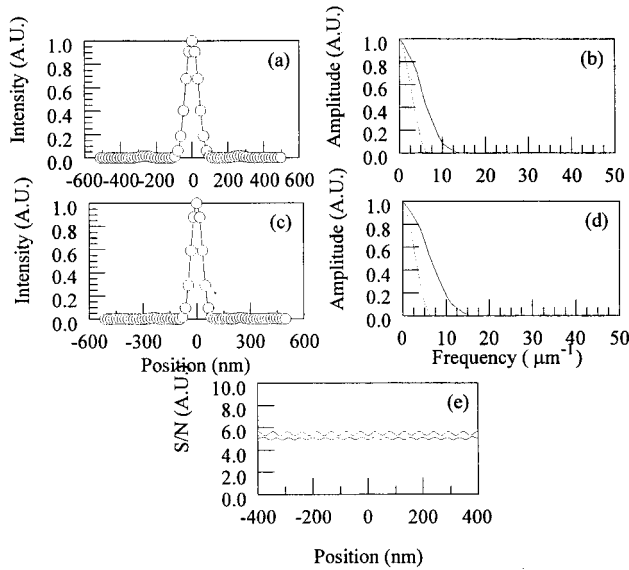 Intensity (A.U.)
1.0
0.8
0.6
0.4
0.2
0.0
(a)
-600 -400 -200 0 200 400 600
Amplitude (A.U.)
1.0
0.8
0.6
0.4
0.2
0.0
(b)
0 10 20 30 40 50
Intensity (A.U.)
1.0
0.8
0.6
0.4
0.2
0.0
(c)
-600 -300 0 300 600
Position (nm)
Amplitude (A.U.)
1.0
0.8
0.6
0.4
0.2
0.0
(d)
0 10 20 30 40 50
Frequency ( μm⁻¹)
S/N (A.U.)
10.0
8.0
6.0
4.0
2.0
0.0
(e)
-400 -200 0 200 400
Position (nm)